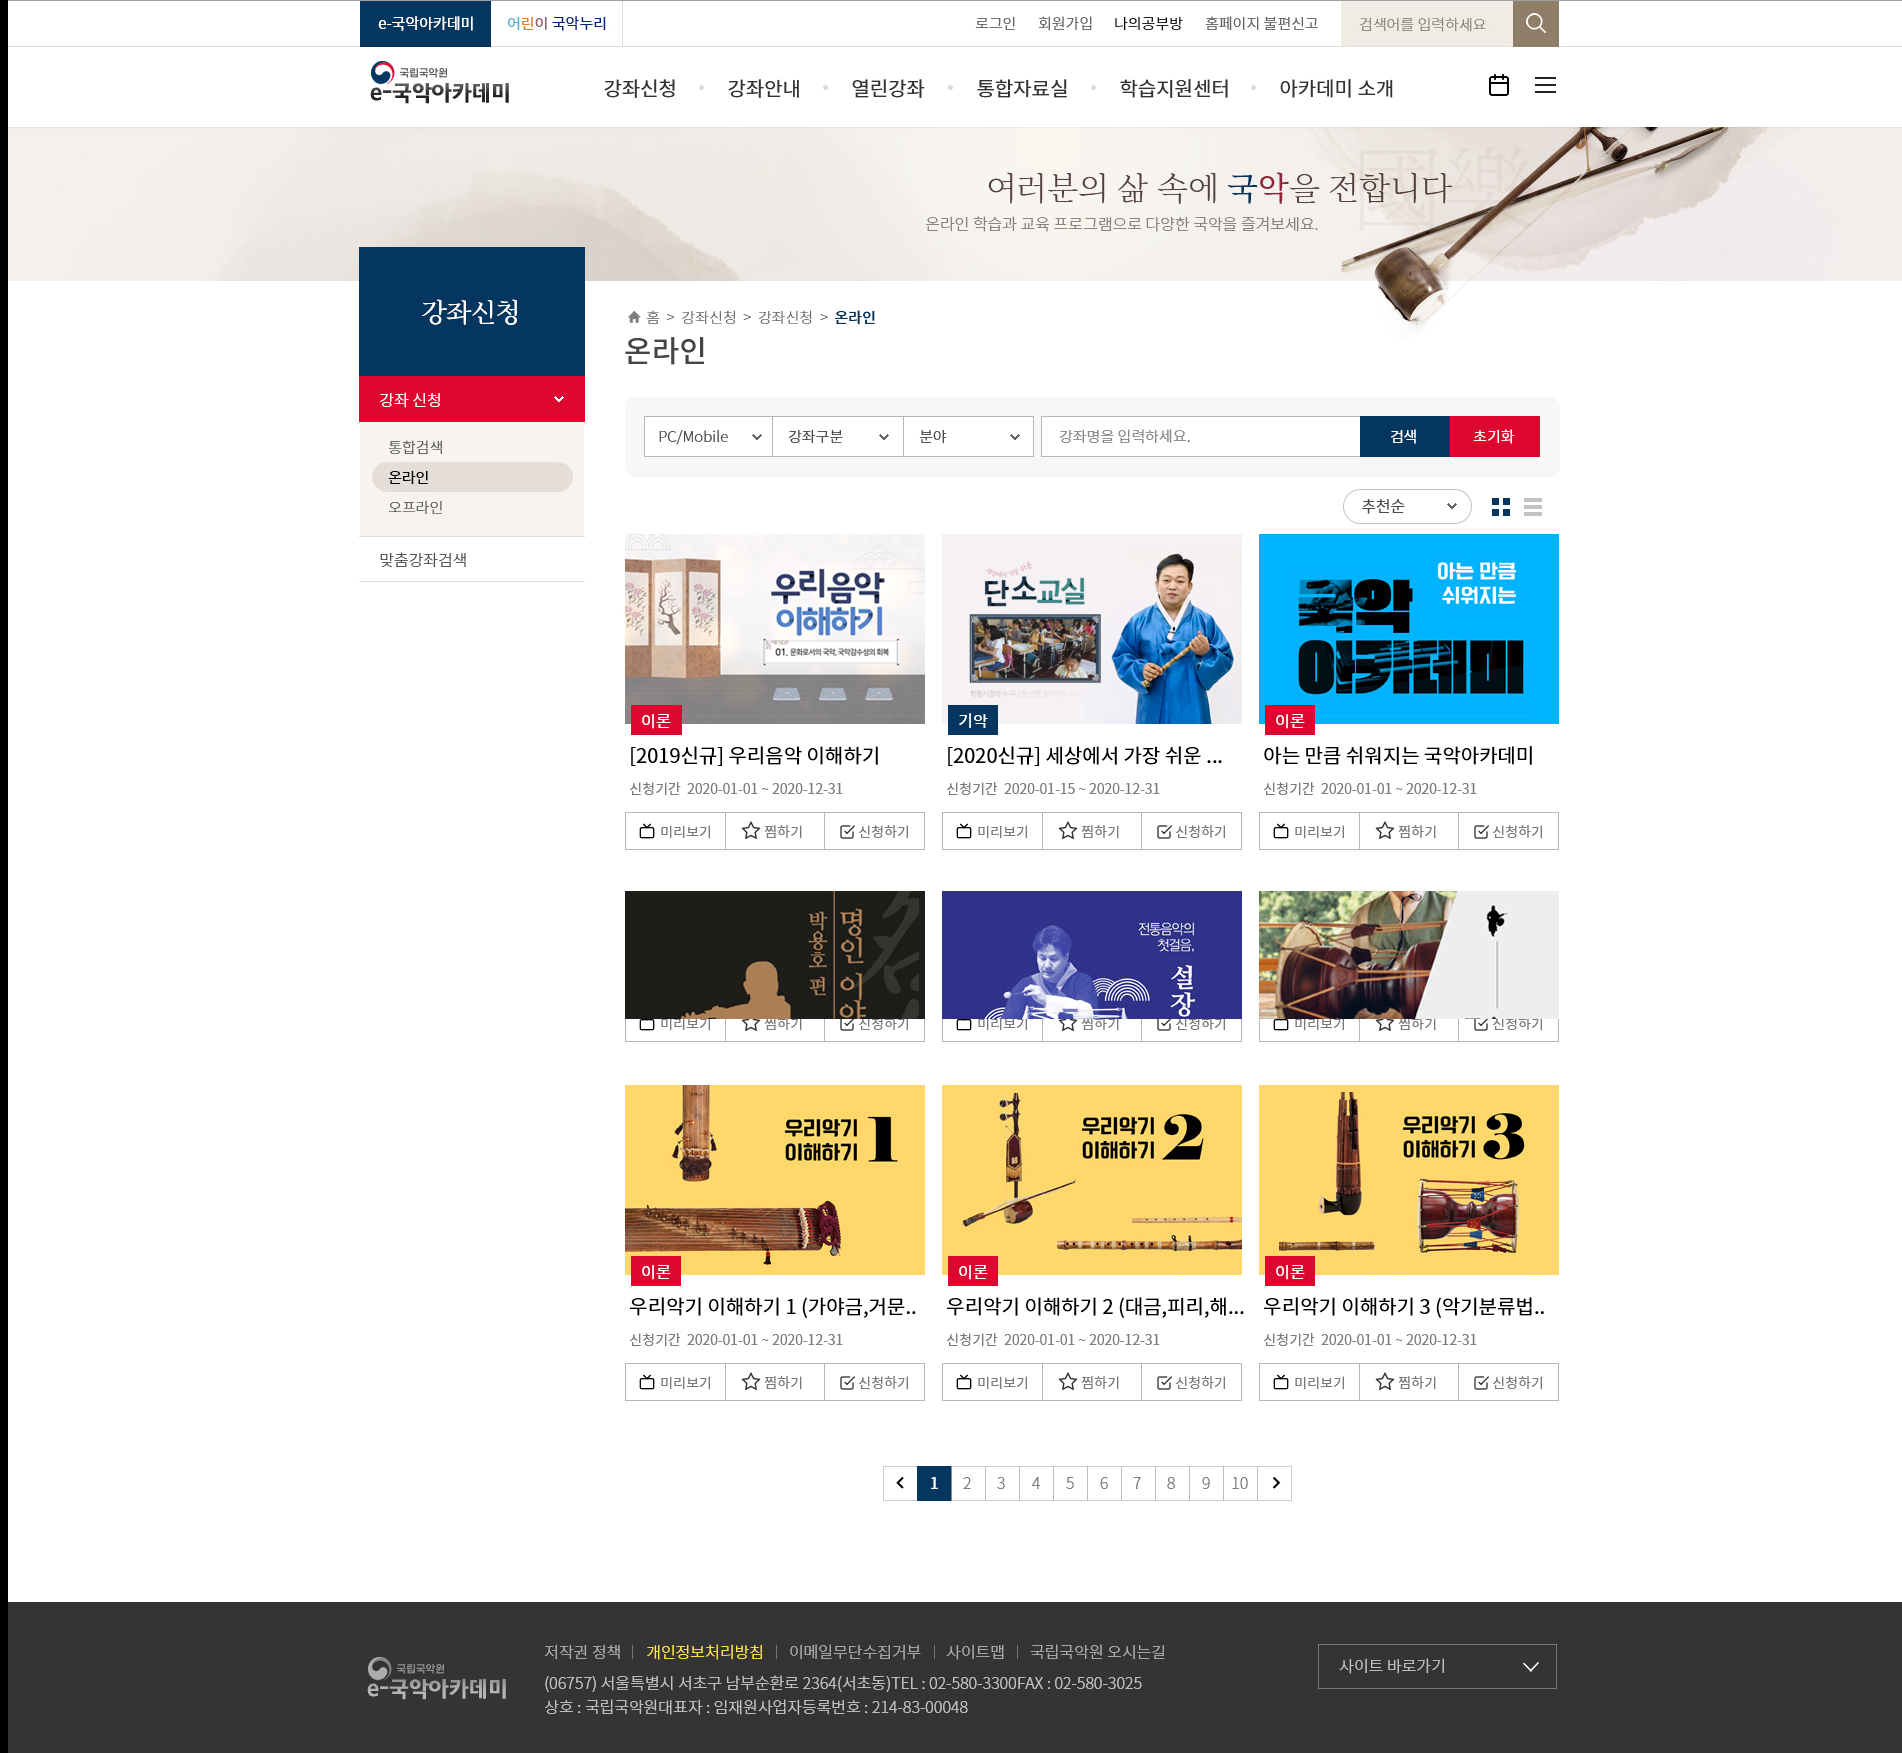 e-국악아카데미
어린이 국악누리
로그인
회원가입
나의공부방
홈페이지 불편신고
검색어를 입력하세요
국립국악원
e-국악아카데미
강좌신청
강좌안내
열린강좌
통합자료실
학습지원센터
아카데미 소개
國樂
여러분의 삶 속에 국악을 전합니다
온라인 학습과 교육 프로그램으로 다양한 국악을 즐겨보세요.
강좌신청
강좌 신청
통합검색
온라인
오프라인
맞춤강좌검색
홈 > 강좌신청 > 강좌신청 > 온라인
온라인
PC/Mobile
강좌구분
분야
강좌명을 입력하세요.
검색
초기화
추천순
우리음악
이해하기
01. 문화로서의 국악, 국악감수성의 회복
이론
[2019신규] 우리음악 이해하기
신청기간 2020-01-01 ~ 2020-12-31
미리보기
찜하기
신청하기
세상에서 가장 쉬운
단소교실
기악
[2020신규] 세상에서 가장 쉬운 ...
신청기간 2020-01-15 ~ 2020-12-31
미리보기
찜하기
신청하기
아는 만큼
쉬워지는
국악
아카데미
이론
아는 만큼 쉬워지는 국악아카데미
신청기간 2020-01-01 ~ 2020-12-31
미리보기
찜하기
신청하기
명인 이야
박용호 편
미리보기
찜하기
신청하기
전통음악의
첫걸음,
설장
미리보기
찜하기
신청하기
미리보기
찜하기
신청하기
우리악기
이해하기 1
이론
우리악기 이해하기 1 (가야금,거문..
신청기간 2020-01-01 ~ 2020-12-31
미리보기
찜하기
신청하기
우리악기
이해하기 2
이론
우리악기 이해하기 2 (대금,피리,해...
신청기간 2020-01-01 ~ 2020-12-31
미리보기
찜하기
신청하기
우리악기
이해하기 3
이론
우리악기 이해하기 3 (악기분류법..
신청기간 2020-01-01 ~ 2020-12-31
미리보기
찜하기
신청하기
1 2 3 4 5 6 7 8 9 10
국립국악원
e-국악아카데미
저작권 정책
개인정보처리방침
이메일무단수집거부
사이트맵
국립국악원 오시는길
(06757) 서울특별시 서초구 남부순환로 2364(서초동)TEL : 02-580-3300FAX : 02-580-3025
상호 : 국립국악원대표자 : 임재원사업자등록번호 : 214-83-00048
사이트 바로가기